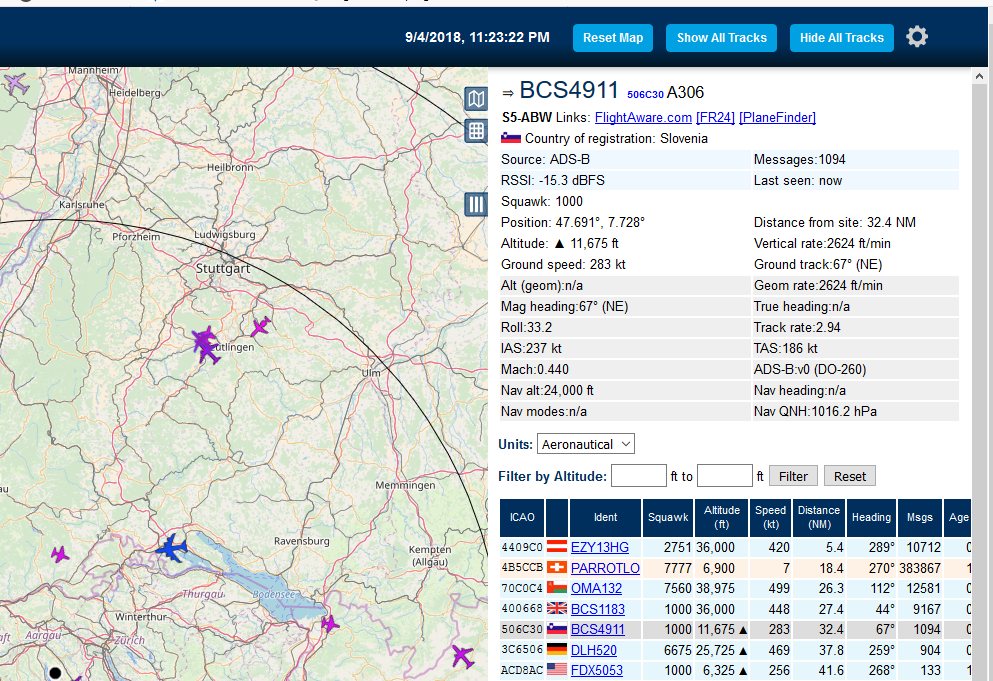 9/4/2018, 11:23:22 PM Reset Map Show All Tracks Hide All Tracks
Mannheim
Heidelberg
Heilbronn
Karlsruhe
Pforzheim
Ludwigsburg
Stuttgart
eutlingen
Ulm
Memmingen
Ravensburg
Kempten
(Allgäu)
Thurgau
Bodensee
Winterthur
Aargau
Zürich
⇒ BCS4911 506C30 A306
S5-ABW Links: FlightAware.com [FR24] [PlaneFinder]
Country of registration: Slovenia
Source: ADS-B Messages:1094
RSSI: -15.3 dBFS Last seen: now
Squawk: 1000
Position: 47.691°, 7.728° Distance from site: 32.4 NM
Altitude: ▲ 11,675 ft Vertical rate:2624 ft/min
Ground speed: 283 kt Ground track:67° (NE)
Alt (geom):n/a Geom rate:2624 ft/min
Mag heading:67° (NE) True heading:n/a
Roll:33.2 Track rate:2.94
IAS:237 kt TAS:186 kt
Mach:0.440 ADS-B:v0 (DO-260)
Nav alt:24,000 ft Nav heading:n/a
Nav modes:n/a Nav QNH:1016.2 hPa
Units: Aeronautical
Filter by Altitude: ft to ft Filter Reset
ICAO Ident Squawk Altitude (ft) Speed (kt) Distance (NM) Heading Msgs Age
4409C0 EZY13HG 2751 36,000 420 5.4 289° 10712 0
4B5CCB PARROTLO 7777 6,900 7 18.4 270° 383867 1
70C0C4 OMA132 7560 38,975 499 26.3 112° 12581 0
400668 BCS1183 1000 36,000 448 27.4 44° 9167 0
506C30 BCS4911 1000 11,675 ▲ 283 32.4 67° 1094 0
3C6506 DLH520 6675 25,725 ▲ 469 37.8 259° 904 0
ACD8AC FDX5053 1000 6,325 ▲ 256 41.6 268° 133 1